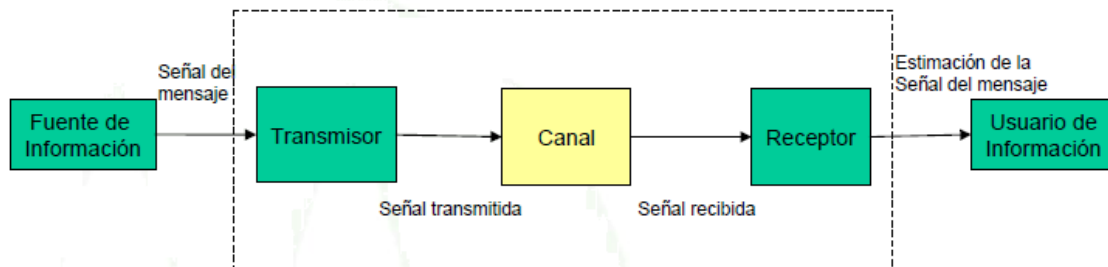 Señal del
mensaje
Estimación de la
Señal del mensaje
Fuente de
Información
Transmisor
Canal
Receptor
Usuario de
Información
Señal transmitida
Señal recibida